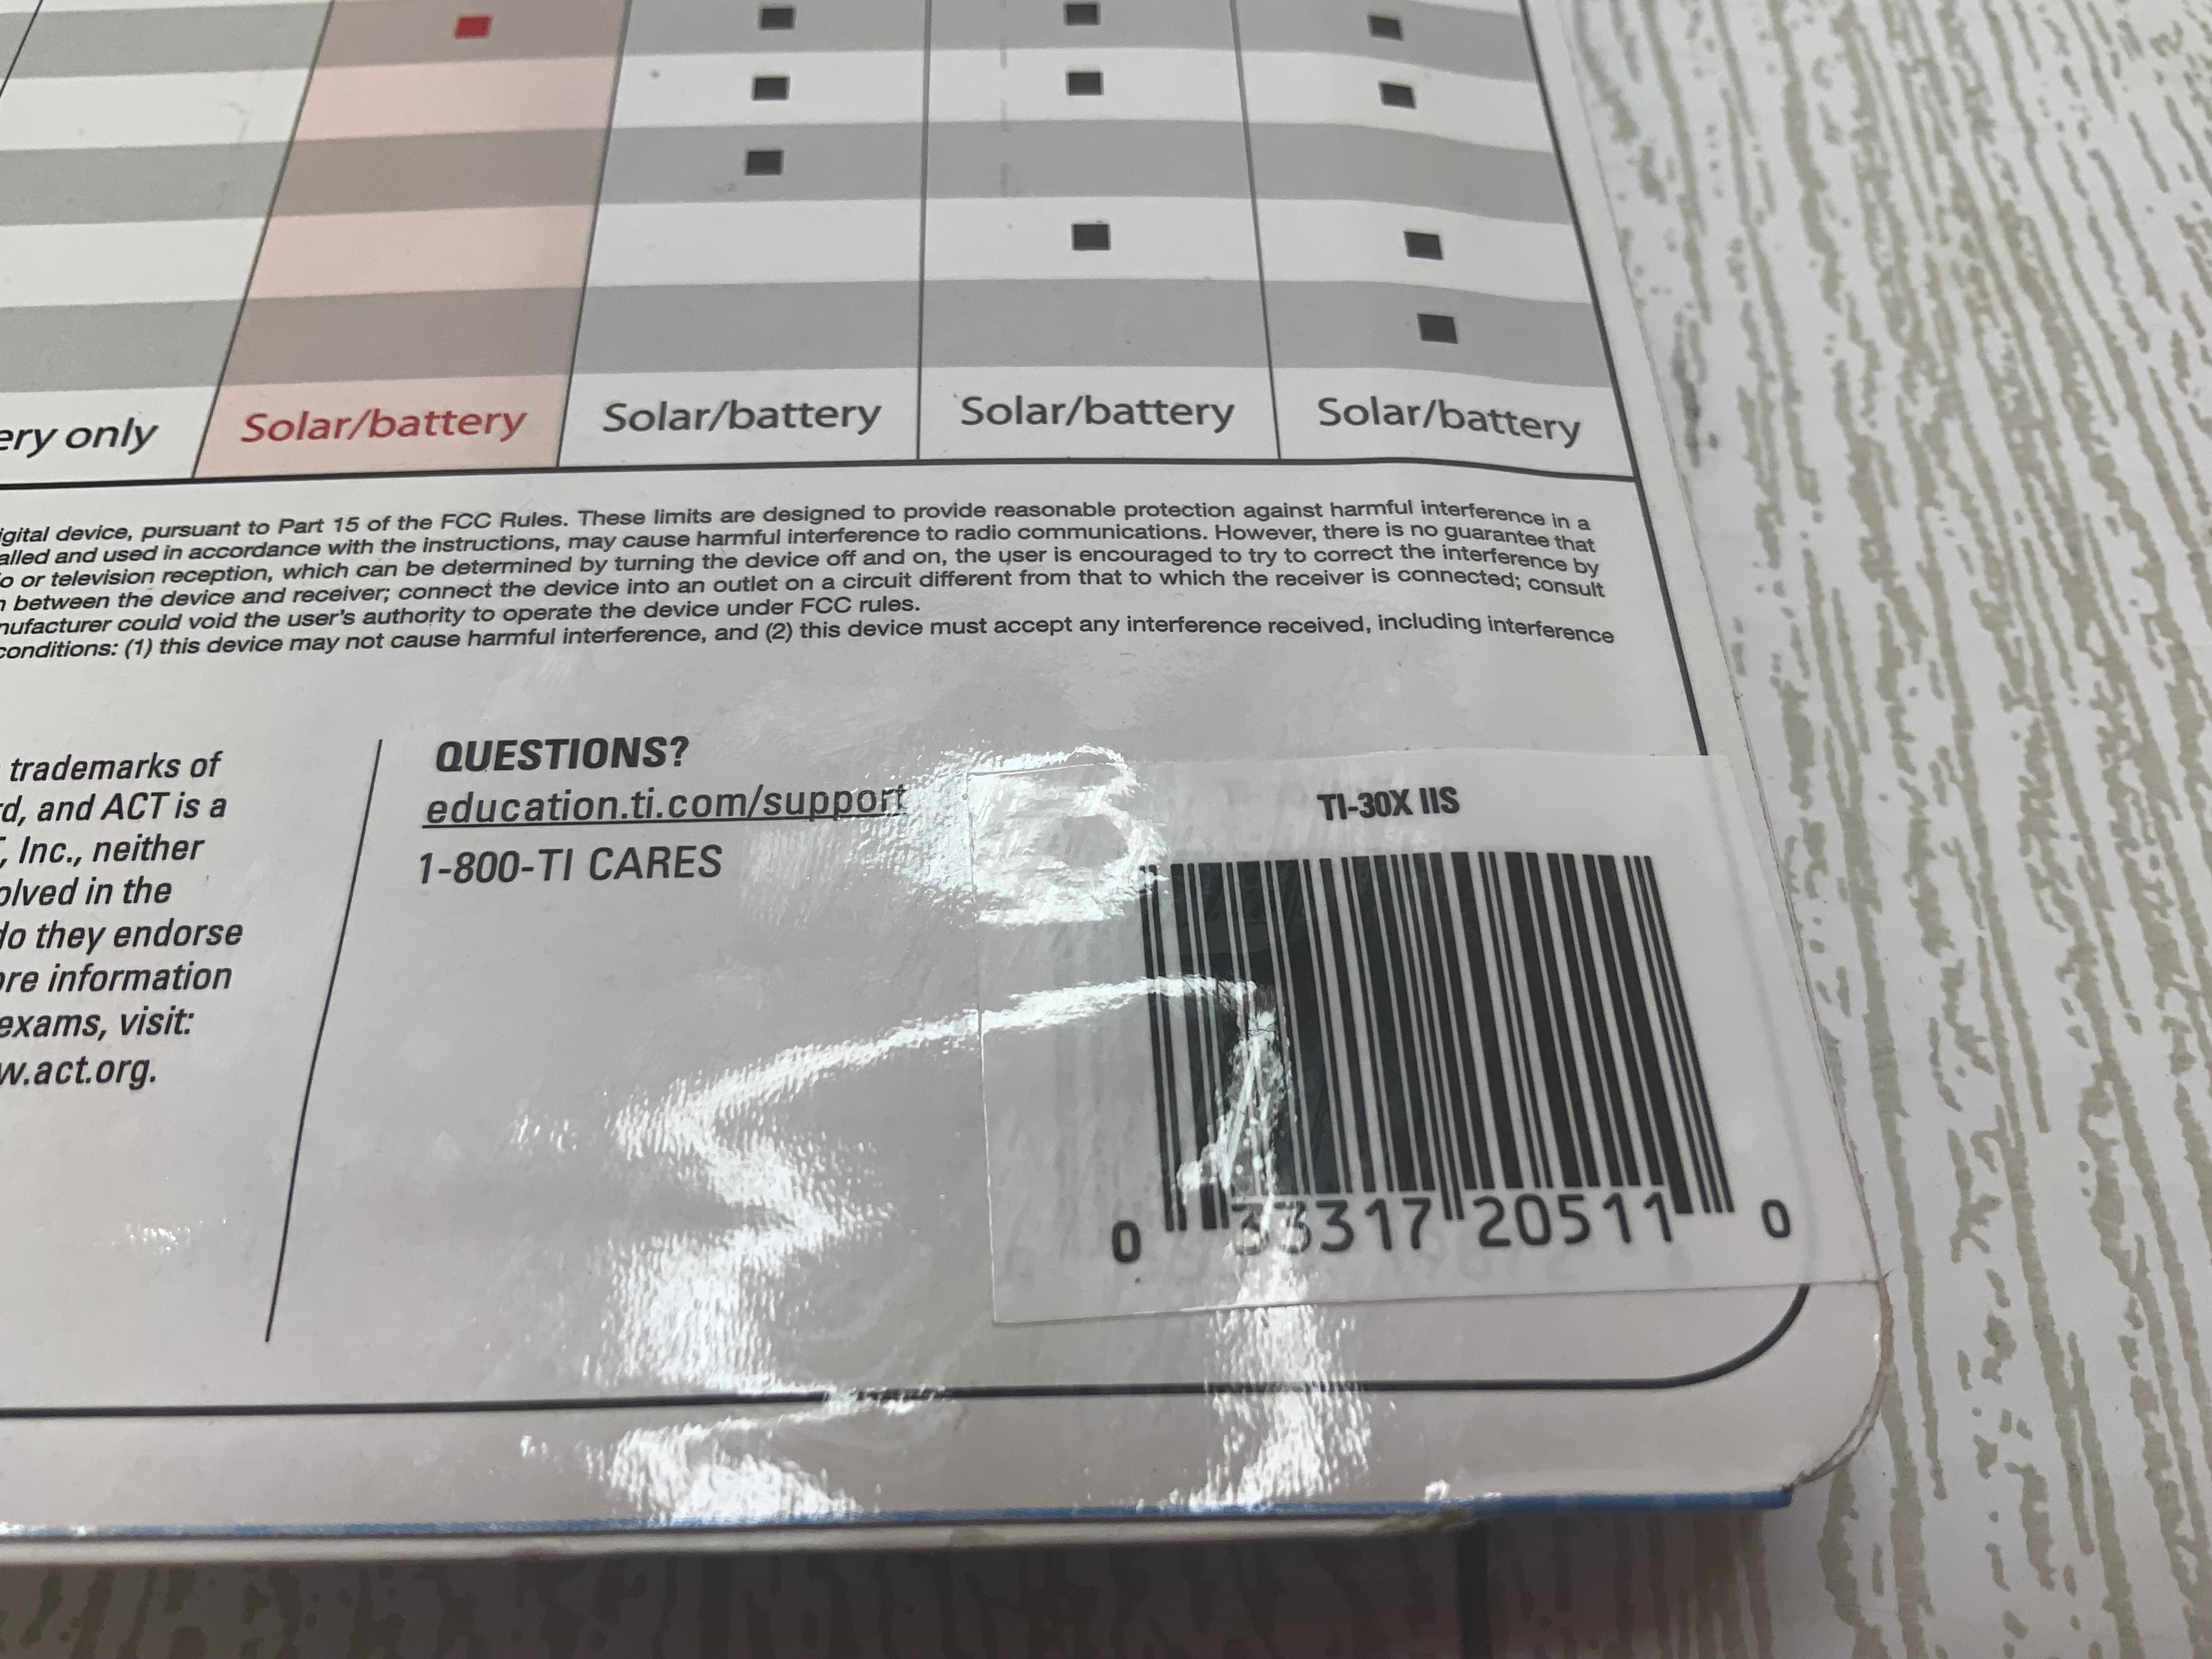 ery only
Solar/battery
Solar/battery
Solar/battery
Solar/battery
igital device, pursuant to Part 15 of the FCC Rules. These limits are designed to provide reasonable protection against harmful interference in a
alled and used in accordance with the instructions, may cause harmful interference to radio communications. However, there is no guarantee that
o or television reception, which can be determined by turning the device off and on, the user is encouraged to try to correct the interference by
n between the device and receiver; connect the device into an outlet on a circuit different from that to which the receiver is connected; consult
nufacturer could void the user's authority to operate the device under FCC rules.
conditions: (1) this device may not cause harmful interference, and (2) this device must accept any interference received, including interference
trademarks of
rd, and ACT is a
, Inc., neither
olved in the
do they endorse
ore information
exams, visit:
w.act.org.
QUESTIONS?
education.ti.com/support
1-800-TI CARES
TI-30X IIS
0 33317 20511 0